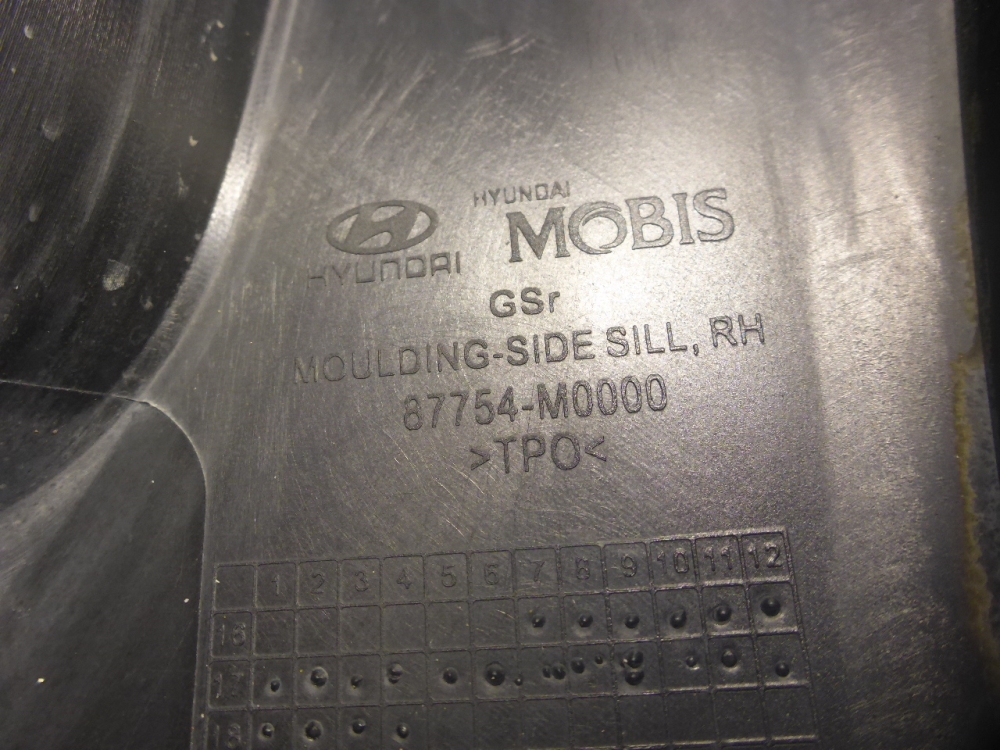 HYUNDAI
HYUNDAI
MOBIS
GSr
MOULDING-SIDE SILL, RH
87754-M0000
>TPO<
1 2 3 4 5 6 7 8 9 10 11 12
16
17
18